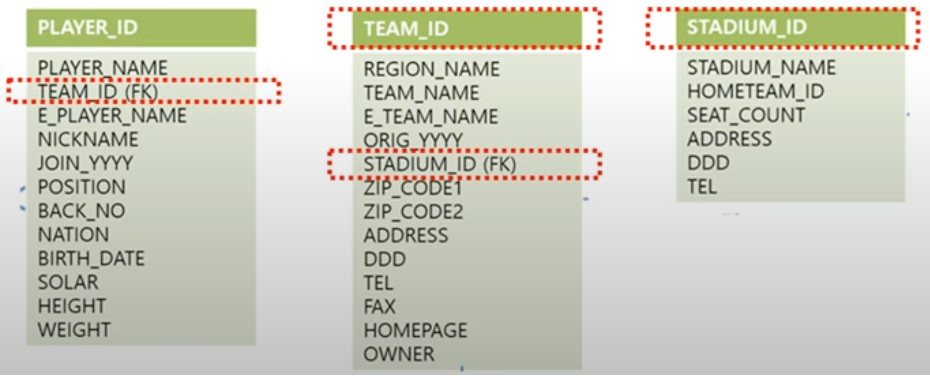 PLAYER_ID
PLAYER_NAME
TEAM_ID (FK)
E_PLAYER_NAME
NICKNAME
JOIN_YYYY
POSITION
BACK_NO
NATION
BIRTH_DATE
SOLAR
HEIGHT
WEIGHT
TEAM_ID
REGION_NAME
TEAM_NAME
E_TEAM_NAME
ORIG_YYYY
STADIUM_ID (FK)
ZIP_CODE1
ZIP_CODE2
ADDRESS
DDD
TEL
FAX
HOMEPAGE
OWNER
STADIUM_ID
STADIUM_NAME
HOMETEAM_ID
SEAT_COUNT
ADDRESS
DDD
TEL